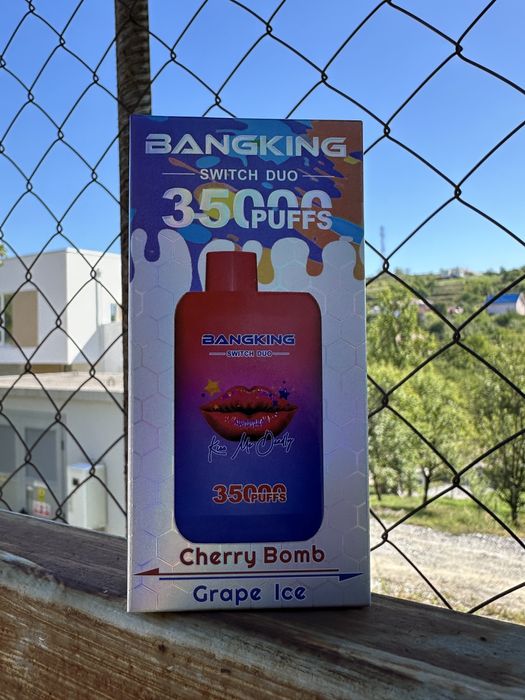 BANGKING
SWITCH DUO
35000
PUFFS
BANGKING
SWITCH DUO
Kiss Me Deadly
35000
PUFFS
Cherry Bomb
Grape Ice